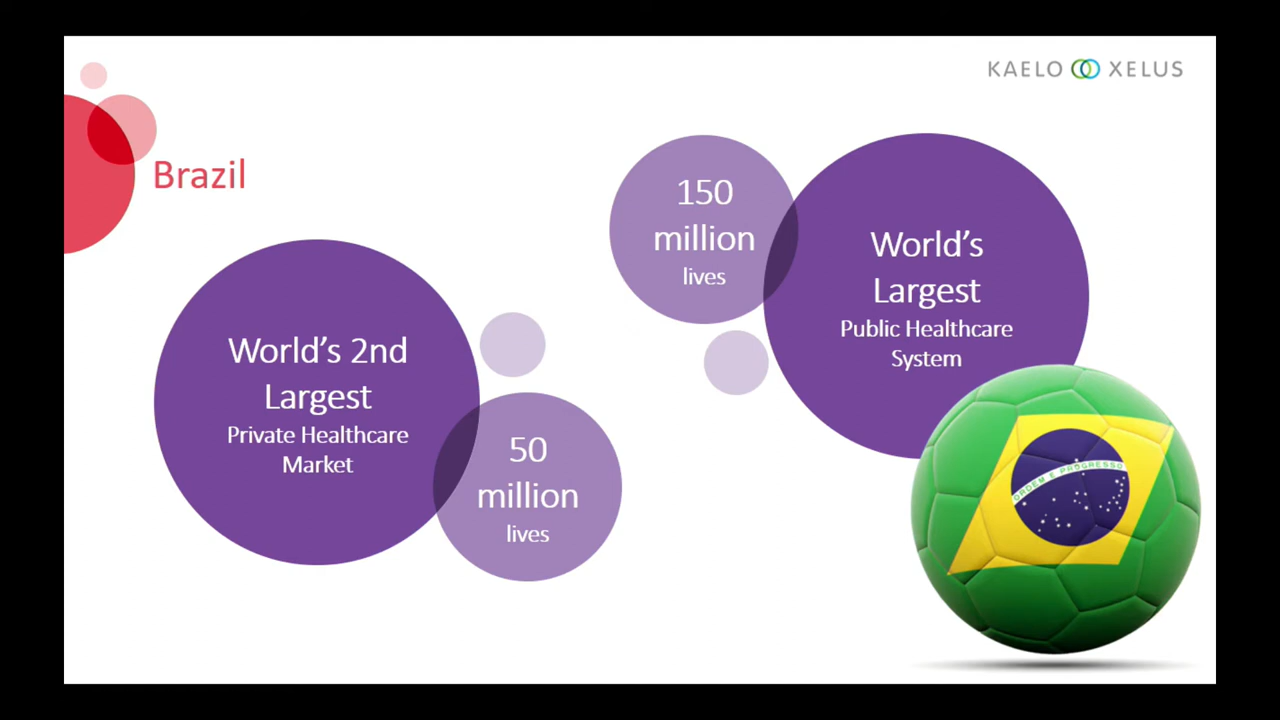 KAELO XELUS
Brazil
World's 2nd
Largest
Private Healthcare
Market
50
million
lives
150
million
lives
World's
Largest
Public Healthcare
System
ORDEM E PROGRESSO